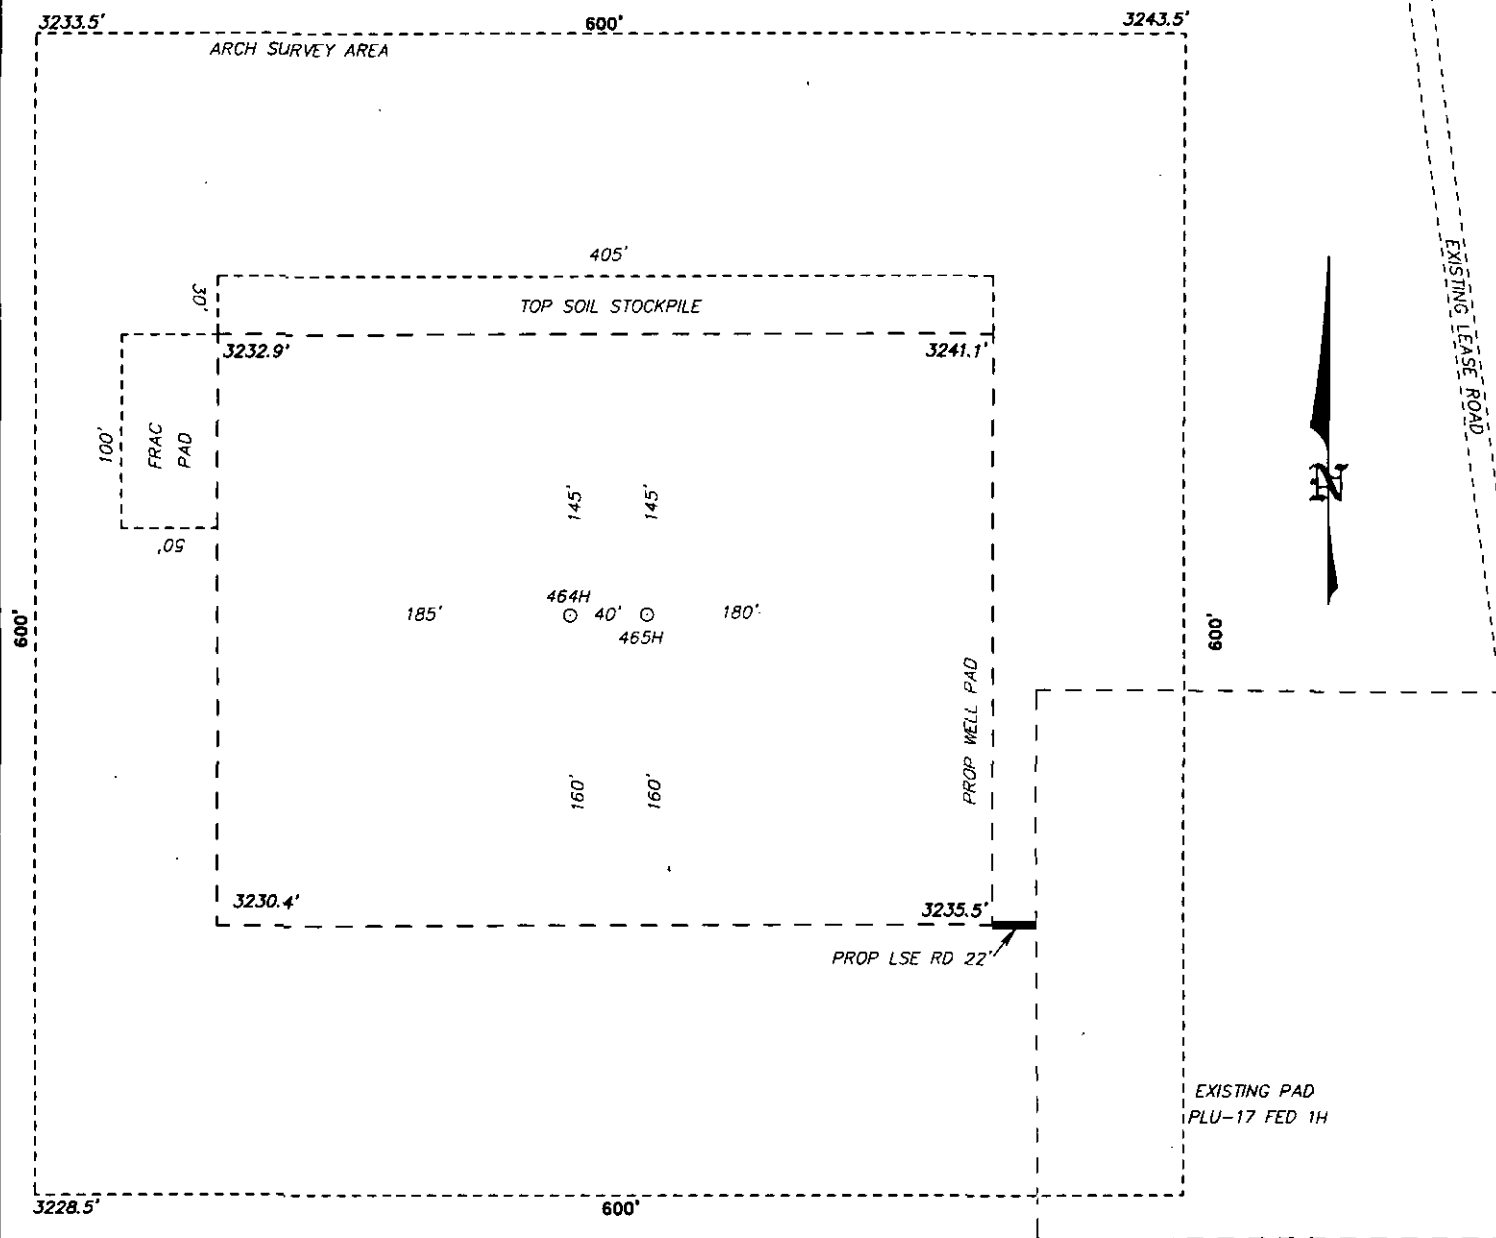 3233.5'
600'
3243.5'
ARCH SURVEY AREA
405'
30'
TOP SOIL STOCKPILE
3232.9'
3241.1'
EXISTING LEASE ROAD
100'
FRAC
PAD
50'
145'
145'
N
464H
185'
40'
180'
465H
600'
600'
PROP WELL PAD
160'
160'
3230.4'
3235.5'
PROP LSE RD 22'
EXISTING PAD
PLU-17 FED 1H
3228.5'
600'